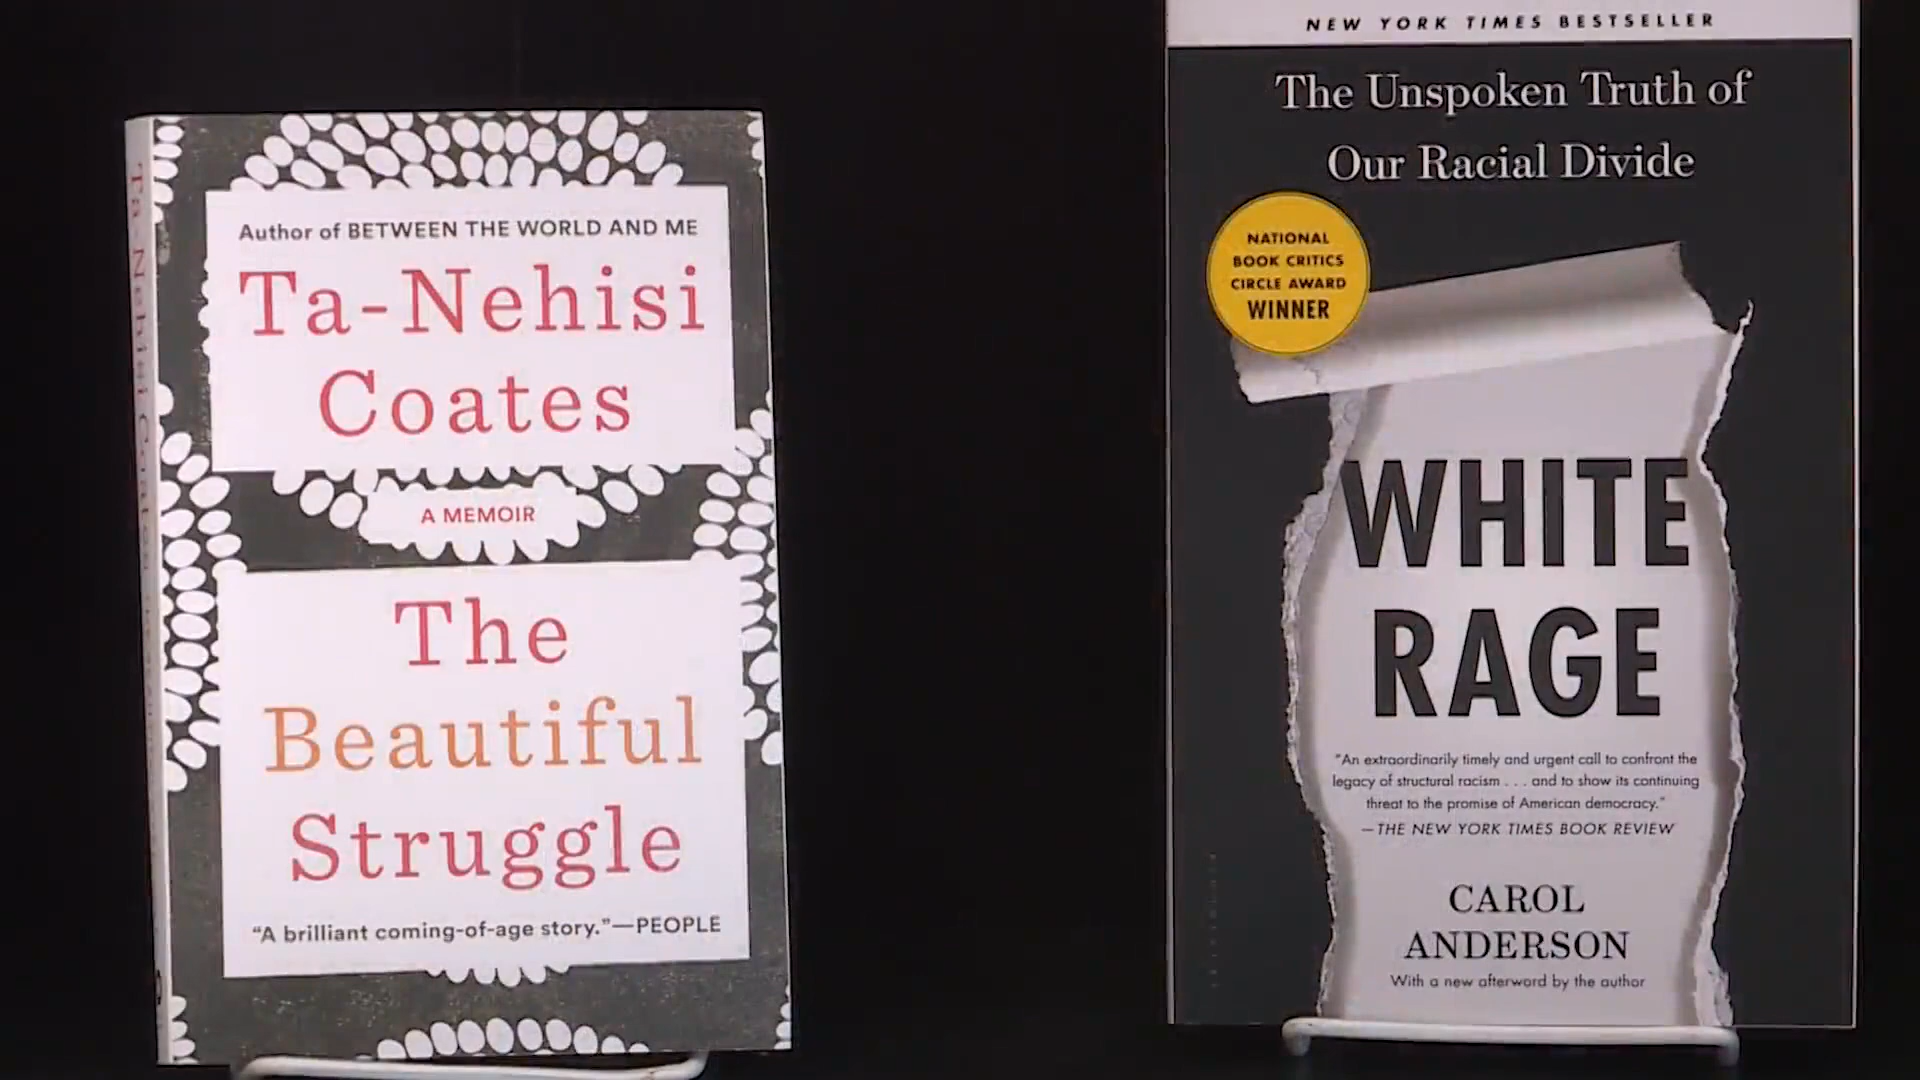 Ta-Nehisi Coates
Author of BETWEEN THE WORLD AND ME
Ta-Nehisi
Coates
A MEMOIR
The
Beautiful
Struggle
“A brilliant coming-of-age story.”—PEOPLE
NEW YORK TIMES BESTSELLER
The Unspoken Truth of
Our Racial Divide
NATIONAL
BOOK CRITICS
CIRCLE AWARD
WINNER
WHITE
RAGE
“An extraordinarily timely and urgent call to confront the
legacy of structural racism . . . and to show its continuing
threat to the promise of American democracy.”
—THE NEW YORK TIMES BOOK REVIEW
CAROL
ANDERSON
With a new afterword by the author